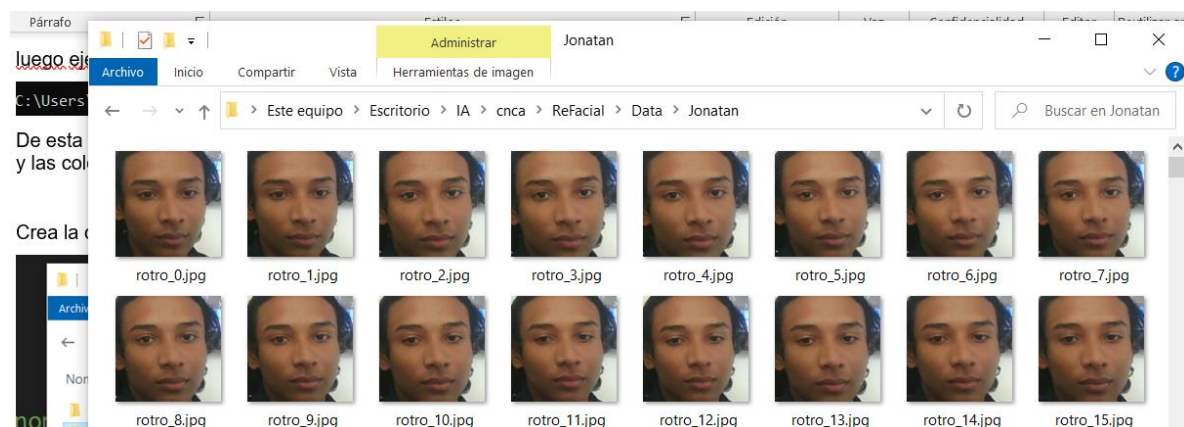 Párrafo Estilos Edición Voz Confidencialidad Editor Reutilizar
Administrar Jonatan
luego eje
Archivo Inicio Compartir Vista Herramientas de imagen
C:\Users\
Este equipo > Escritorio > IA > cnca > ReFacial > Data > Jonatan Buscar en Jonatan
De esta
y las col
rotro_0.jpg rotro_1.jpg rotro_2.jpg rotro_3.jpg rotro_4.jpg rotro_5.jpg rotro_6.jpg rotro_7.jpg
Crea la
Archiv
Nor
rotro_8.jpg rotro_9.jpg rotro_10.jpg rotro_11.jpg rotro_12.jpg rotro_13.jpg rotro_14.jpg rotro_15.jpg